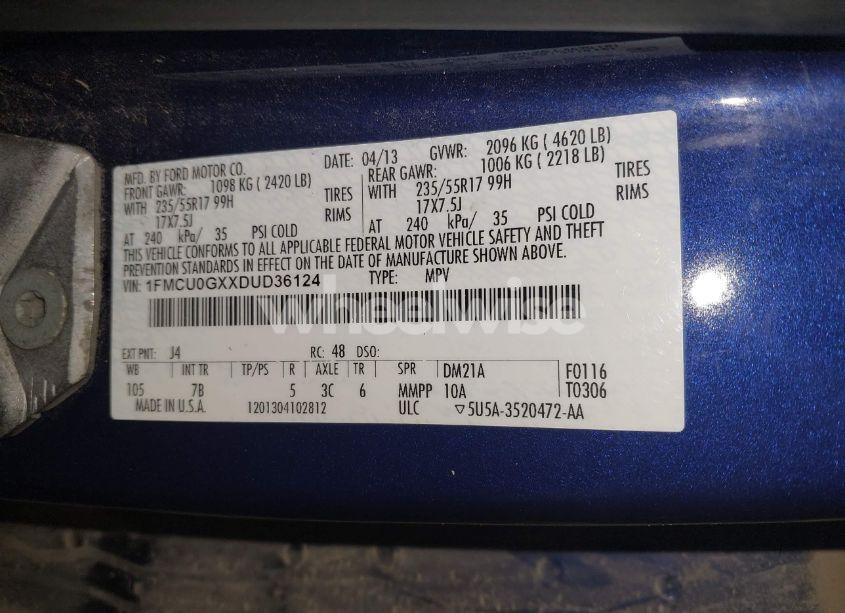 MFD. BY FORD MOTOR CO.
DATE: 04/13 GVWR: 2096 KG ( 4620 LB)
FRONT GAWR: 1098 KG ( 2420 LB)
WITH 235/55R17 99H TIRES
17X7.5J RIMS
AT 240 kPa/ 35 PSI COLD
REAR GAWR: 1006 KG ( 2218 LB)
WITH 235/55R17 99H TIRES
17X7.5J RIMS
AT 240 kPa/ 35 PSI COLD
THIS VEHICLE CONFORMS TO ALL APPLICABLE FEDERAL MOTOR VEHICLE SAFETY AND THEFT
PREVENTION STANDARDS IN EFFECT ON THE DATE OF MANUFACTURE SHOWN ABOVE.
VIN: 1FMCU0GXXDUD36124 TYPE: MPV
Wheelwise
EXT PNT: J4 RC: 48 DSO:
WB INT TR TP/PS R AXLE TR SPR DM21A F0116
105 7B 5 3C 6 MMPP 10A T0306
MADE IN U.S.A. 1201304102812 ULC ▽5U5A-3520472-AA